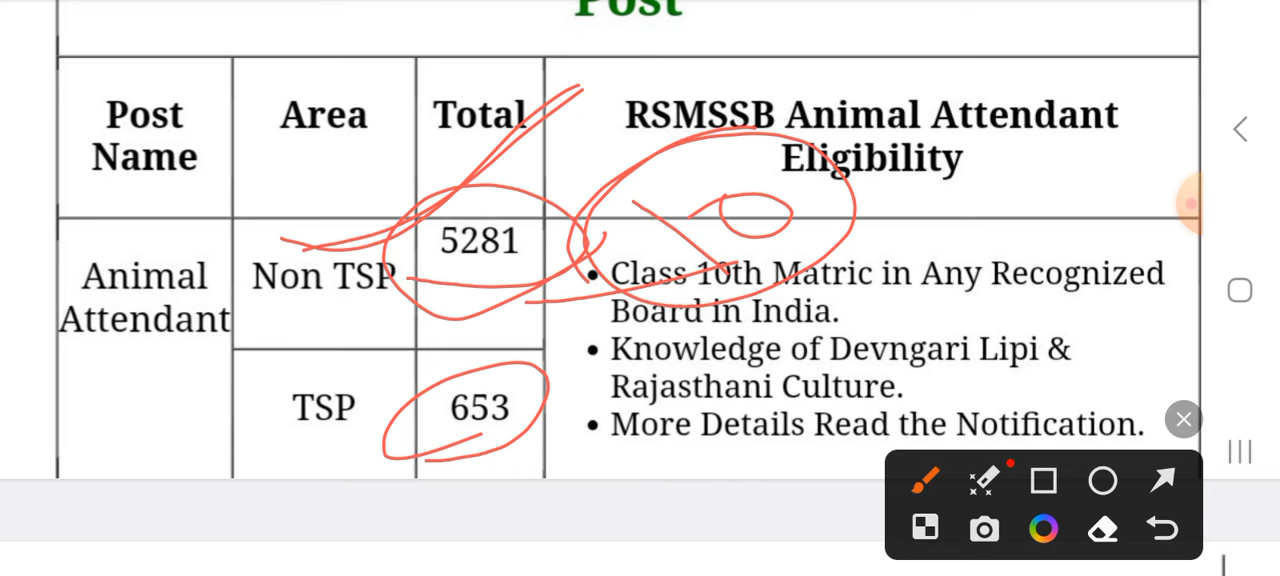 Post
Post Name
Area
Total
RSMSSB Animal Attendant
Eligibility
Animal
Attendant
Non TSP
5281
TSP
653
• Class 10th Matric in Any Recognized
Board in India.
• Knowledge of Devngari Lipi &
Rajasthani Culture.
• More Details Read the Notification.